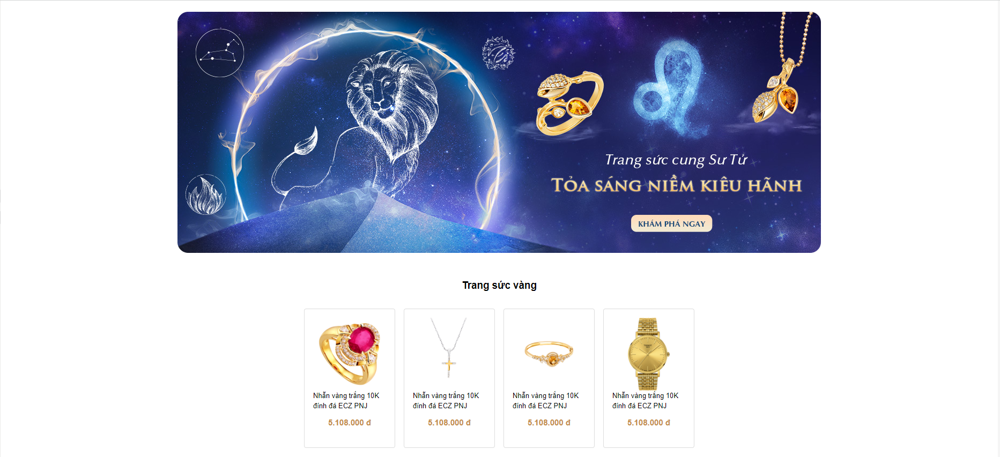 Trang sức cung Sư Tử
TỎA SÁNG NIỀM KIÊU HÃNH
KHÁM PHÁ NGAY
Trang sức vàng
TISSOT
Nhẫn vàng trắng 10K
đính đá ECZ PNJ
5.108.000 đ
Nhẫn vàng trắng 10K
đính đá ECZ PNJ
5.108.000 đ
Nhẫn vàng trắng 10K
đính đá ECZ PNJ
5.108.000 đ
Nhẫn vàng trắng 10K
đính đá ECZ PNJ
5.108.000 đ